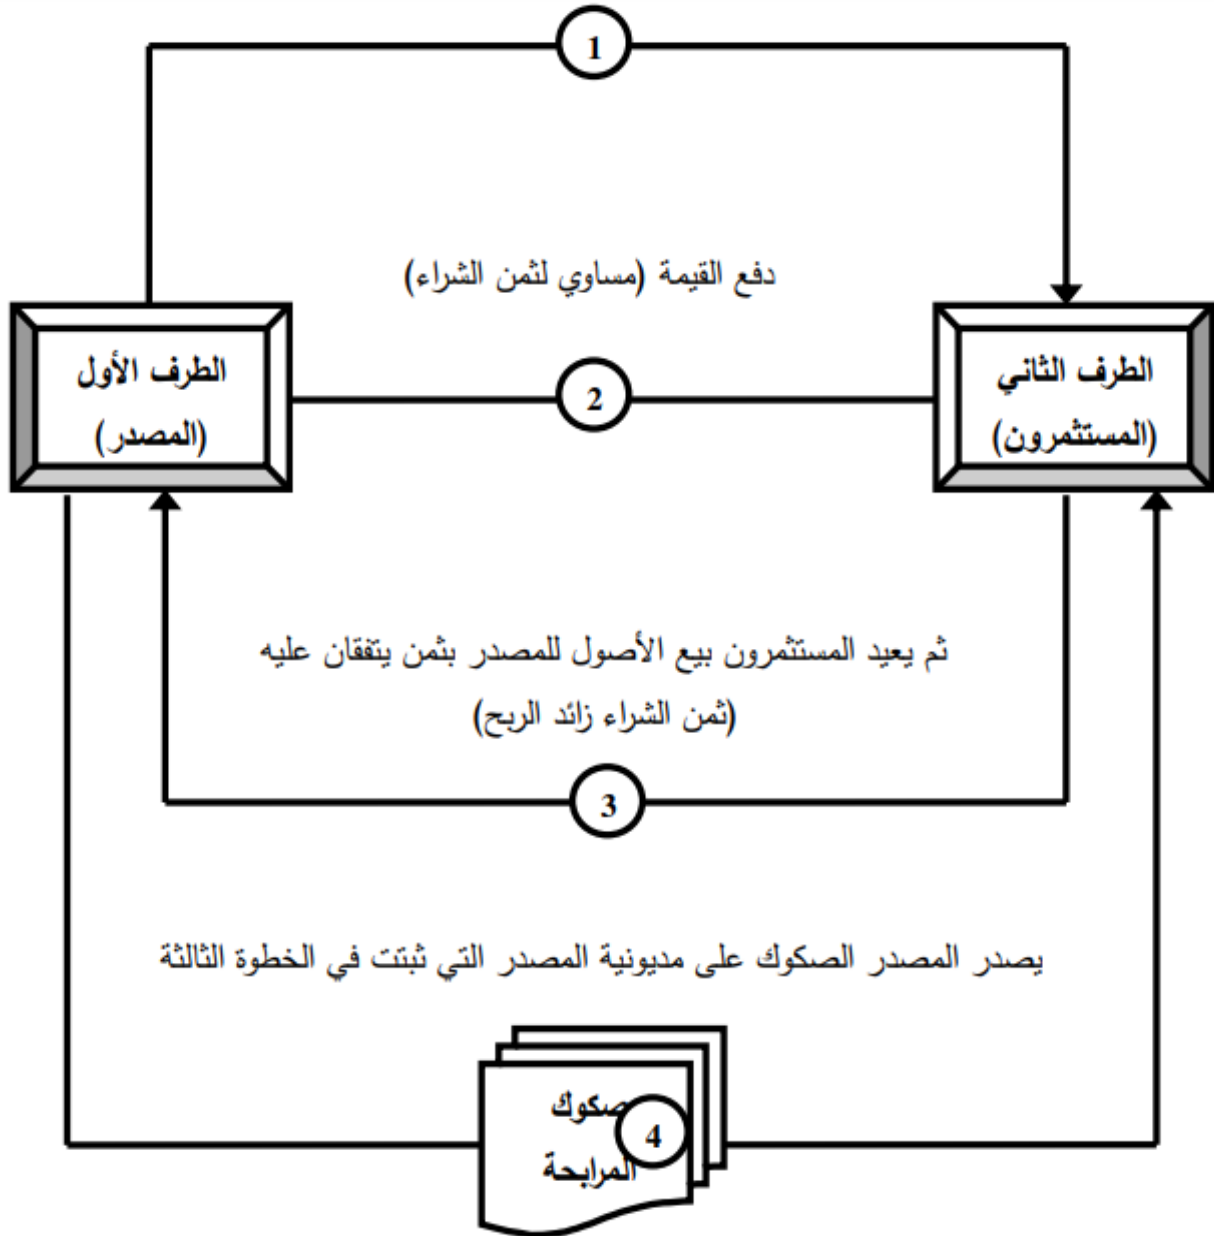 1
دفع القيمة (مساوي لثمن الشراء)
الطرف الثاني
(المستثمرون)
2
الطرف الأول
(المصدر)
ثم يعيد المستثمرون بيع الأصول للمصدر بثمن يتفقان عليه
(ثمن الشراء زائد الربح)
3
يصدر المصدر الصكوك على مديونية المصدر التي ثبتت في الخطوة الثالثة
صكوك
4
المرابحة